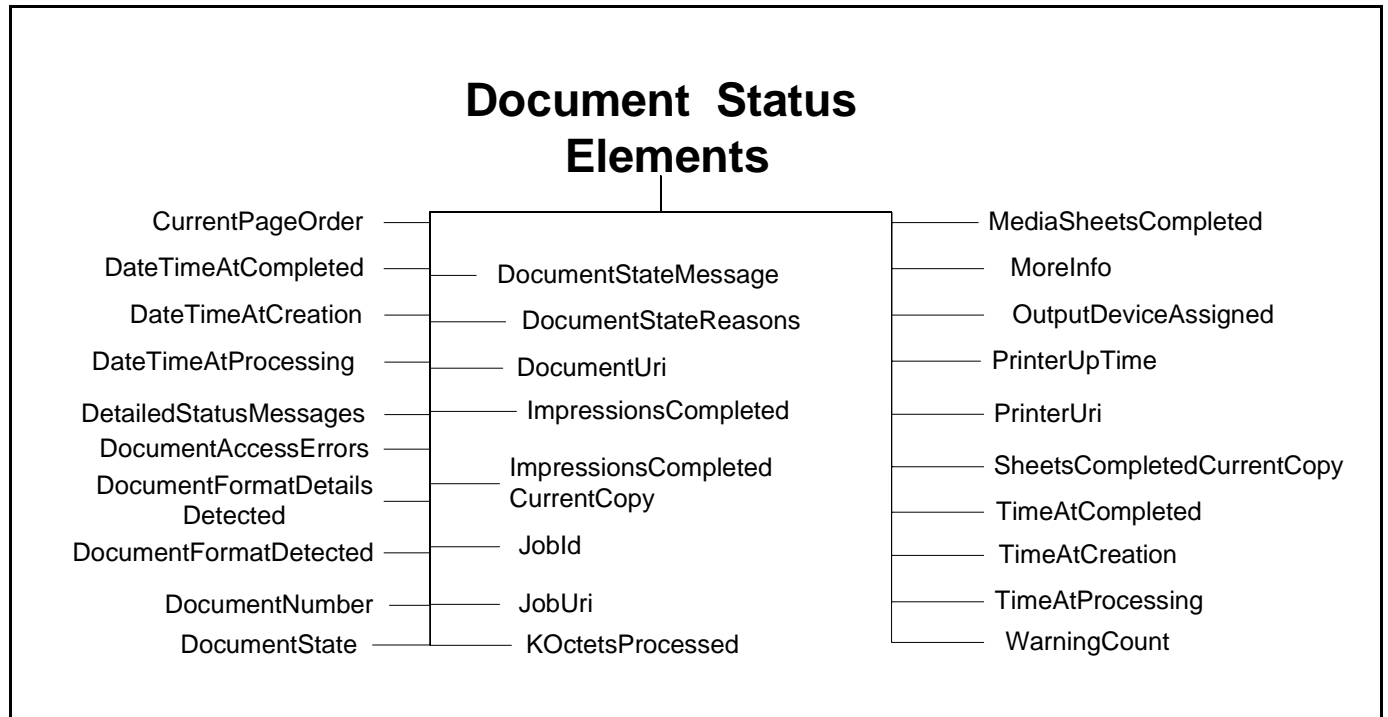 Document Status
Elements
CurrentPageOrder
DateTimeAtCompleted
DateTimeAtCreation
DateTimeAtProcessing
DetailedStatusMessages
DocumentAccessErrors
DocumentFormatDetails
Detected
DocumentFormatDetected
DocumentNumber
DocumentState
DocumentStateMessage
DocumentStateReasons
DocumentUri
ImpressionsCompleted
ImpressionsCompleted
CurrentCopy
JobId
JobUri
KOctetsProcessed
MediaSheetsCompleted
MoreInfo
OutputDeviceAssigned
PrinterUpTime
PrinterUri
SheetsCompletedCurrentCopy
TimeAtCompleted
TimeAtCreation
TimeAtProcessing
WarningCount